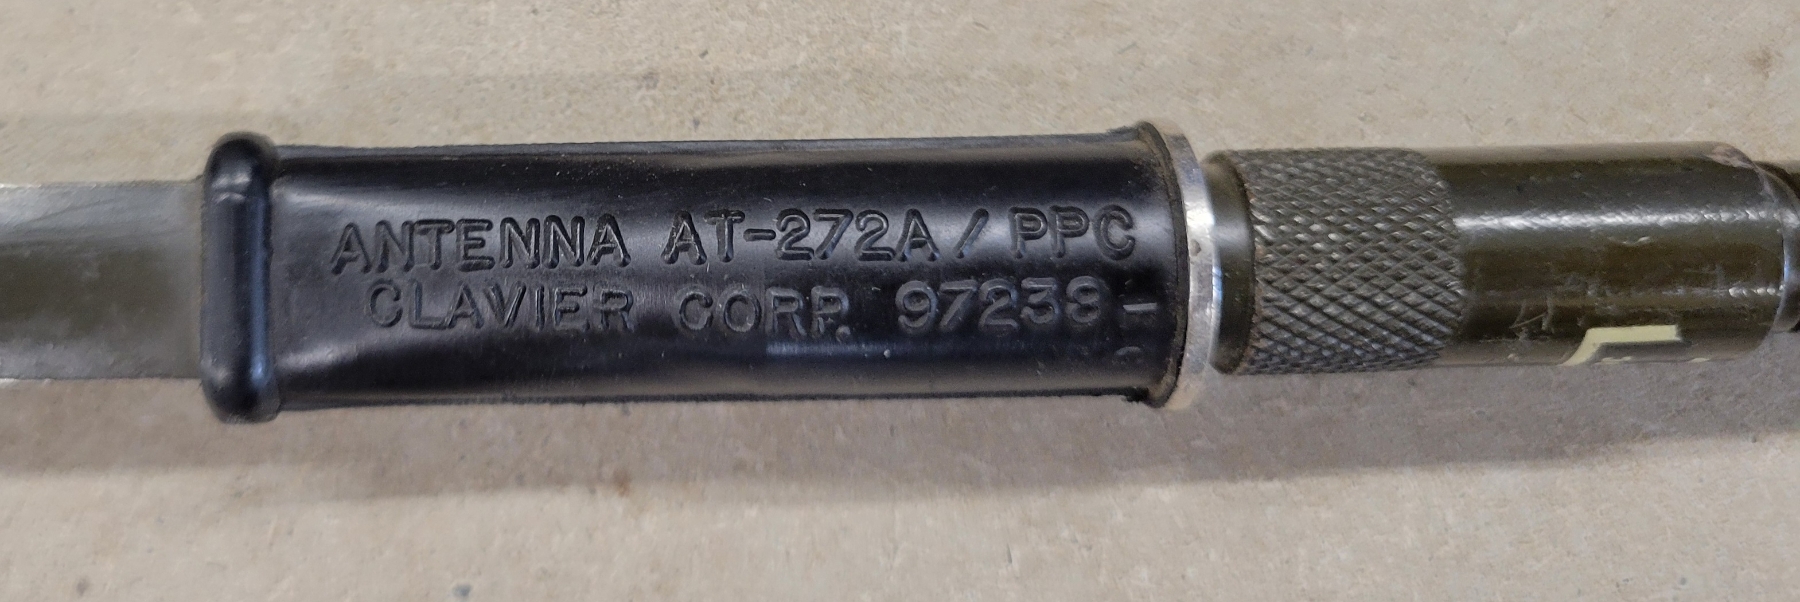 ANTENNA AT-272A/PPC
CLAVIER CORP. 97238